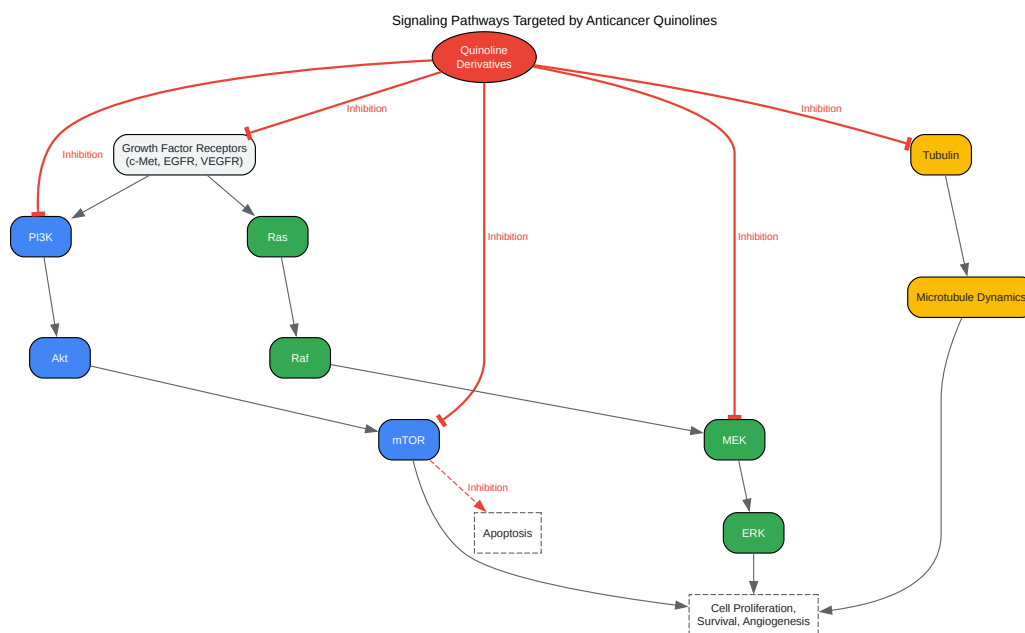 Signaling Pathways Targeted by Anticancer Quinolines
Quinoline
Derivatives
Inhibition
Inhibition
Growth Factor Receptors
(c-Met, EGFR, VEGFR)
Inhibition
Tubulin
PI3K
Ras
Inhibition
Inhibition
Microtubule Dynamics
Akt
Raf
mTOR
MEK
Inhibition
Apoptosis
ERK
Cell Proliferation,
Survival, Angiogenesis